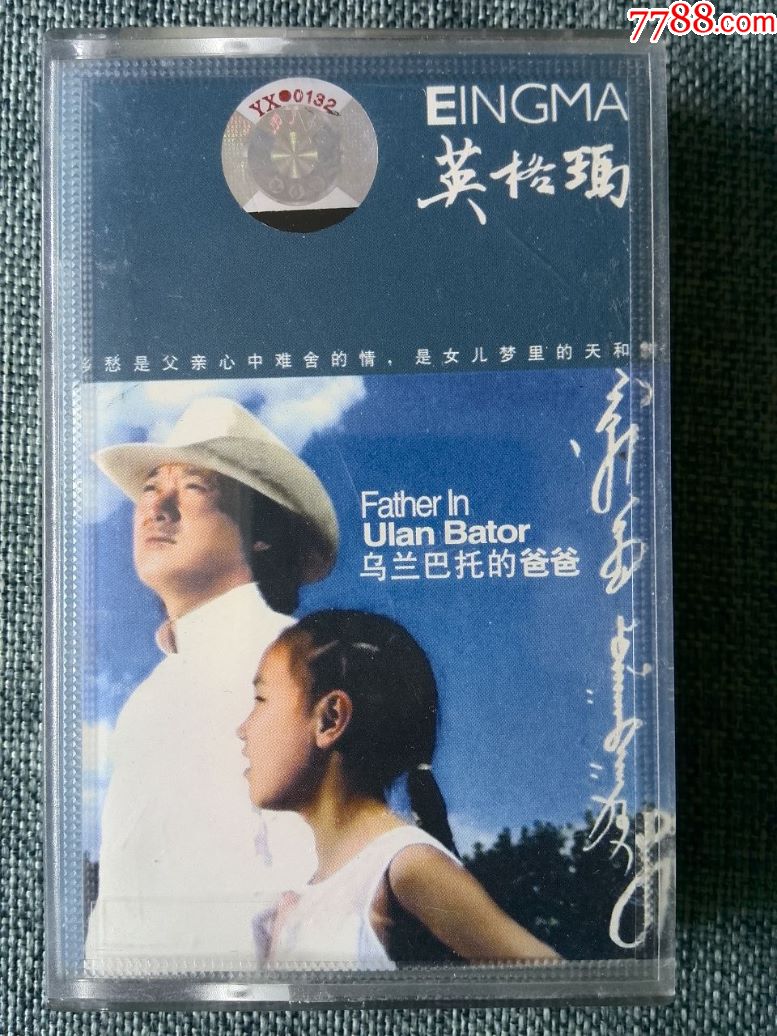 7788.com
YX●0132
EINGMA
英格瑪
乡愁是父亲心中难舍的情，是女儿梦里的天和
Father In
Ulan Bator
乌兰巴托的爸爸